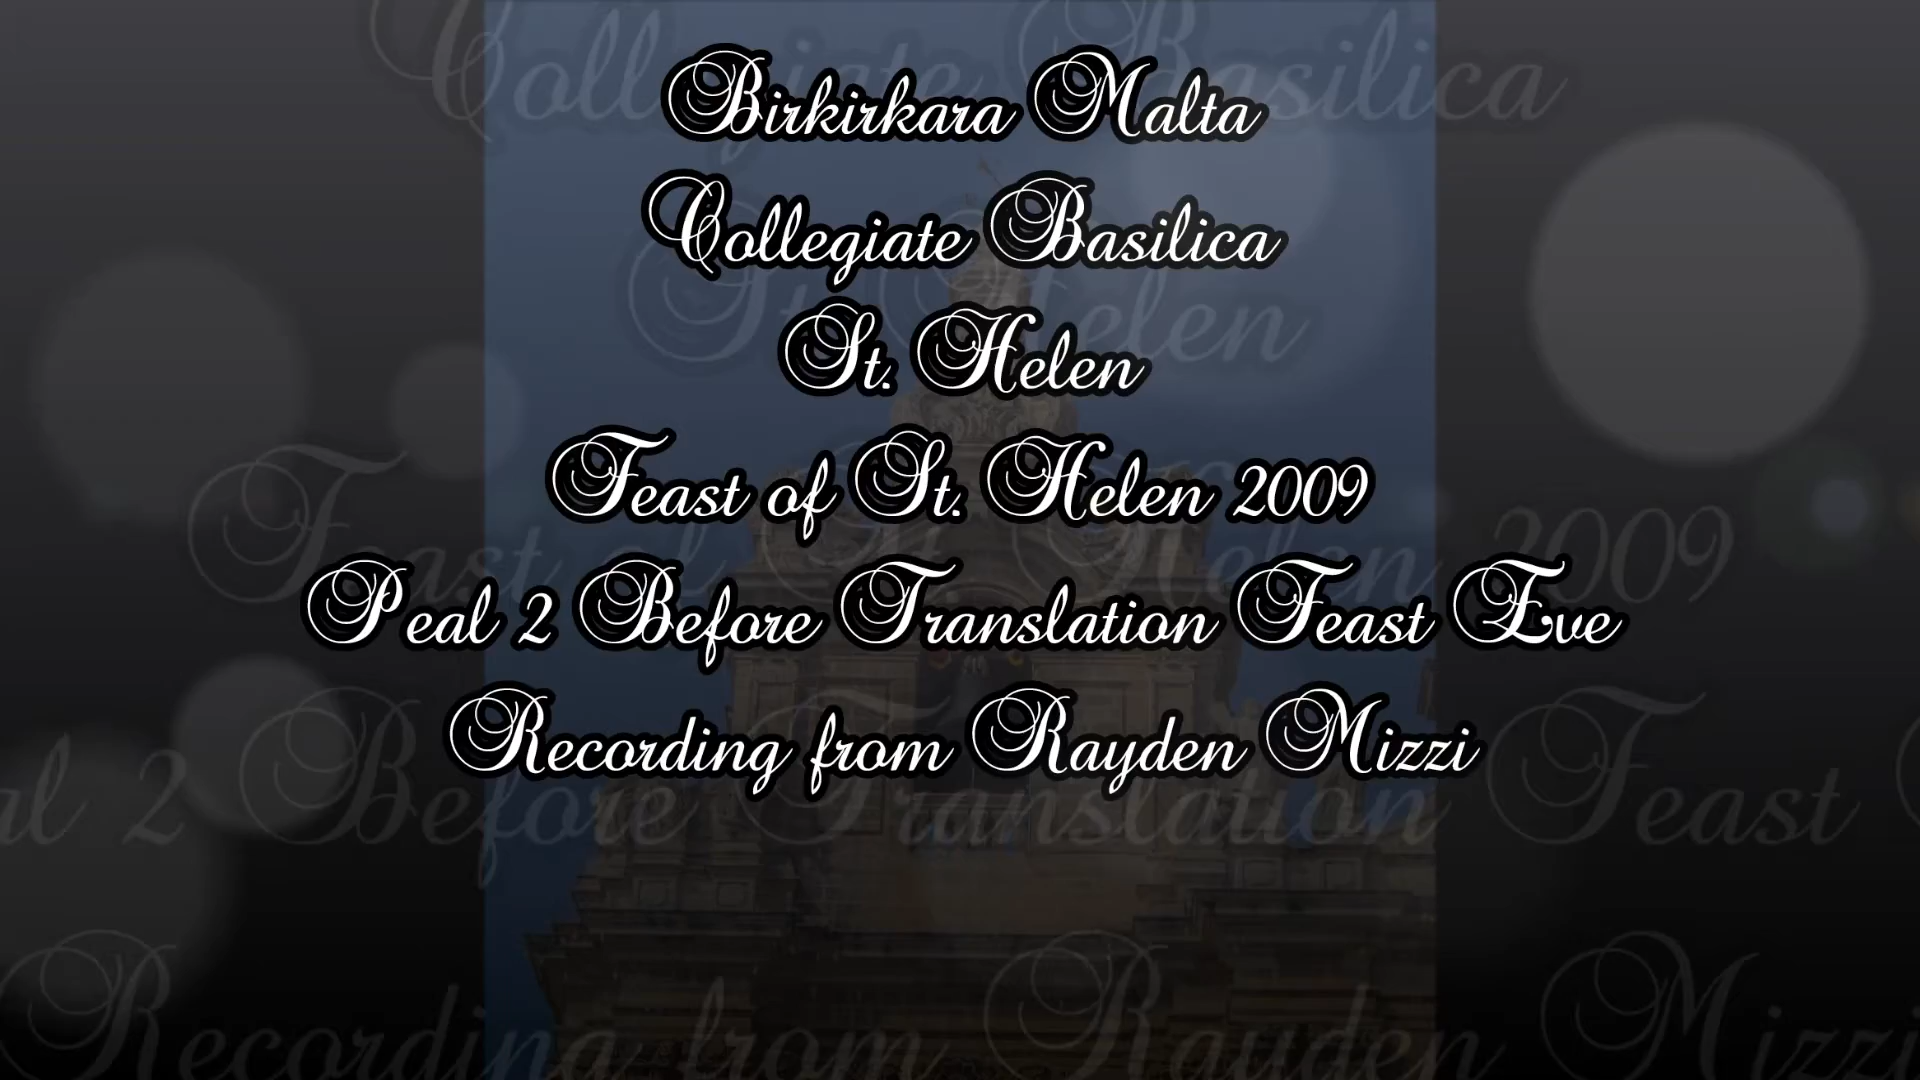 Birkirkara Malta
Collegiate Basilica
St. Helen
Feast of St. Helen 2009
Peal 2 Before Translation Feast Eve
Recording from Rayden Mizzi